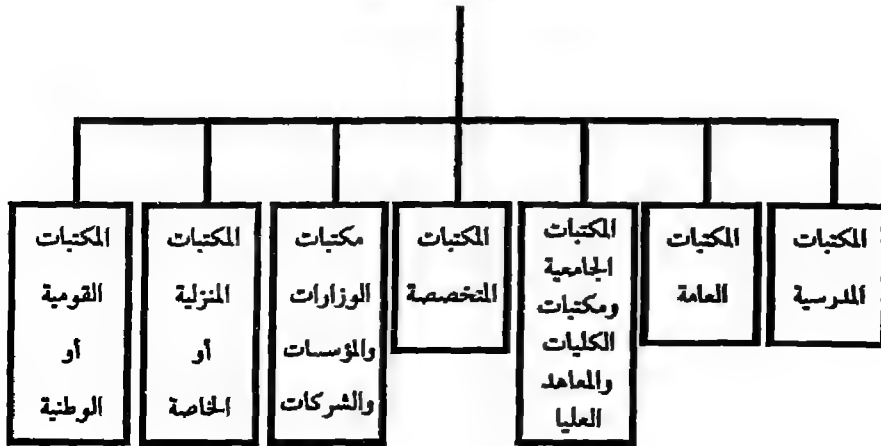 المكتبات
المدرسية
المكتبات
العامة
المكتبات
الجامعية
ومكتبات
الكليات
والمعاهد
العليا
المكتبات
المتخصصة
مكتبات
الوزارات
والمؤسسات
والشركات
المكتبات
المنزلية
أو
الخاصة
المكتبات
القومية
أو
الوطنية